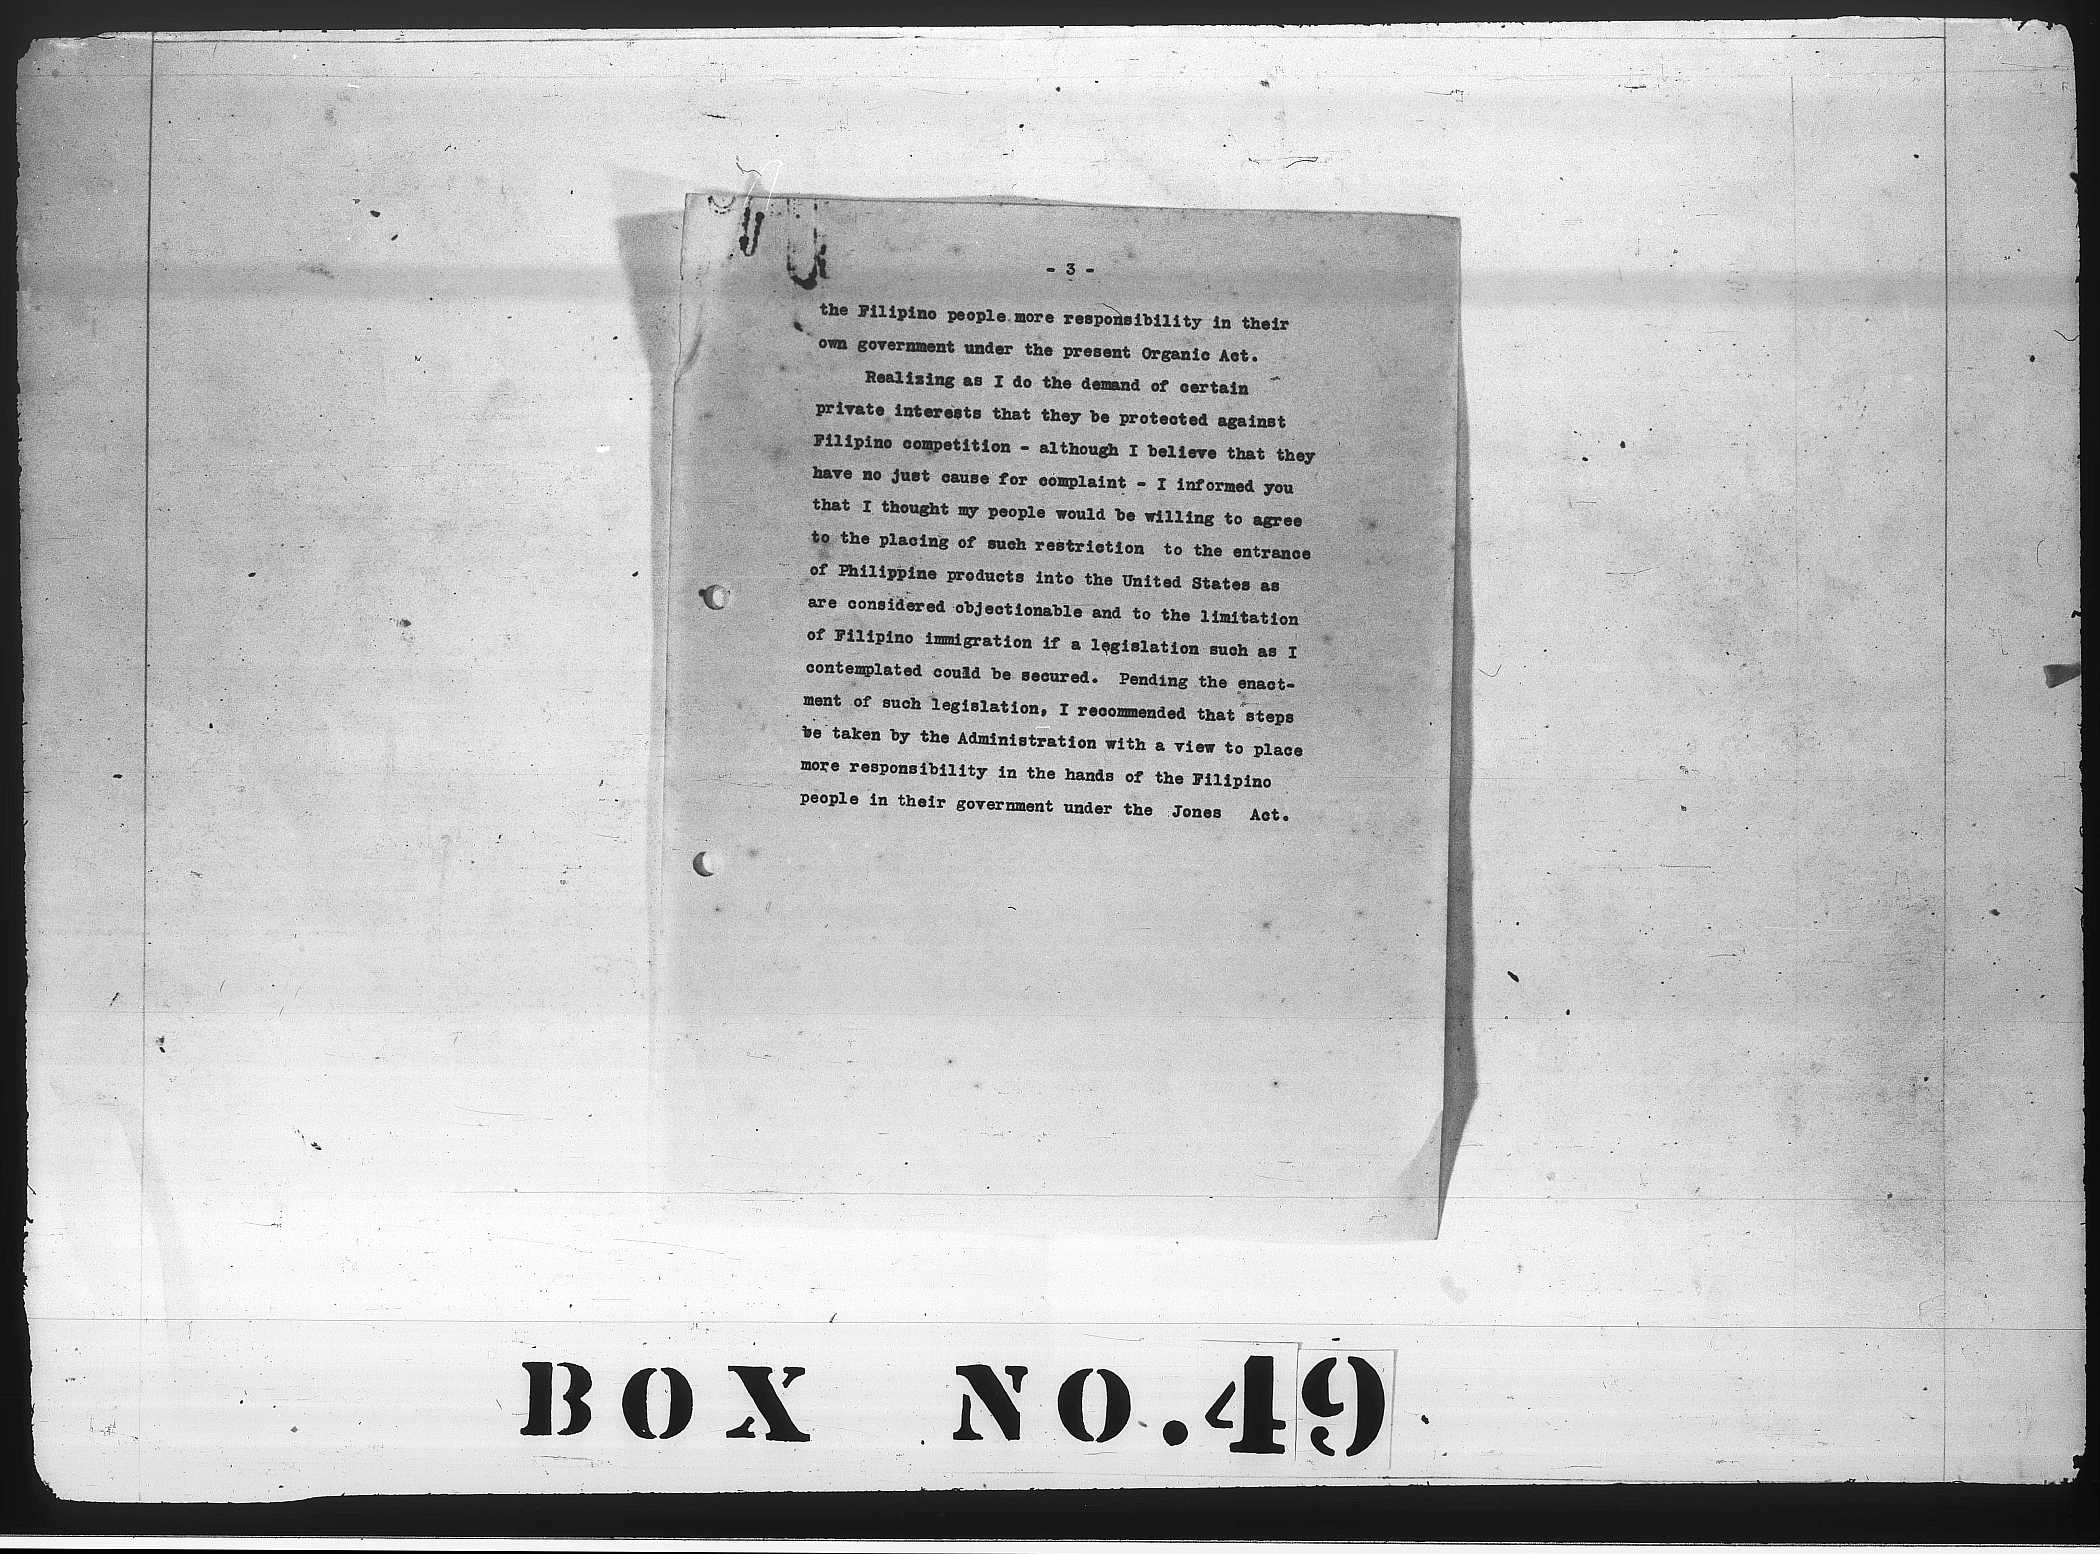 - 3 -
the Filipino people more responsibility in their
own government under the present Organic Act.
Realizing as I do the demand of certain
private interests that they be protected against
Filipino competition - although I believe that they
have no just cause for complaint - I informed you
that I thought my people would be willing to agree
to the placing of such restriction to the entrance
of Philippine products into the United States as
are considered objectionable and to the limitation
of Filipino immigration if a legislation such as I
contemplated could be secured. Pending the enact-
ment of such legislation, I recommended that steps
be taken by the Administration with a view to place
more responsibility in the hands of the Filipino
people in their government under the Jones Act.
BOX NO. 49